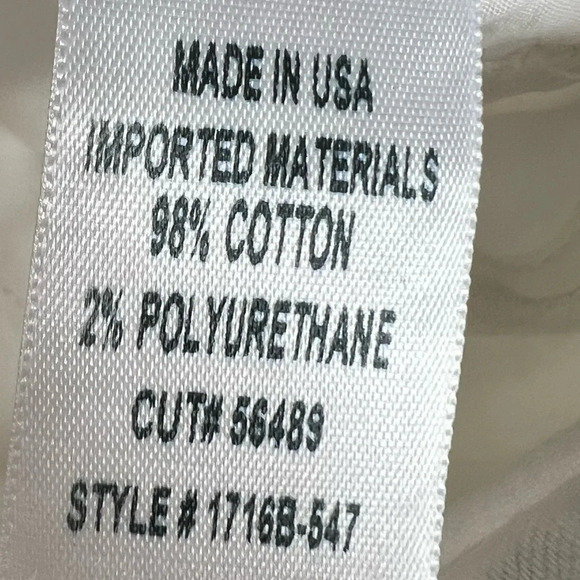 MADE IN USA
IMPORTED MATERIALS
98% COTTON
2% POLYURETHANE
CUT# 56489
STYLE # 1716B-547